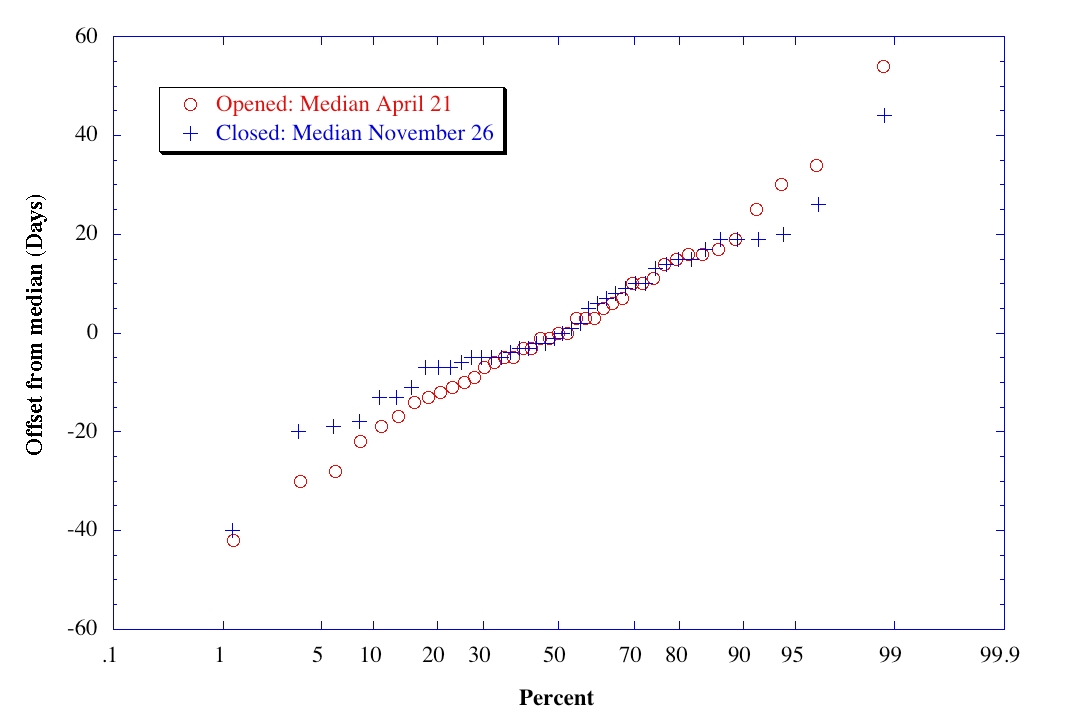 60
Opened: Median April 21
Closed: Median November 26
40
20
0
-20
-40
-60
Offset from median (Days)
.1 1 5 10 20 30 50 70 80 90 95 99 99.9
Percent